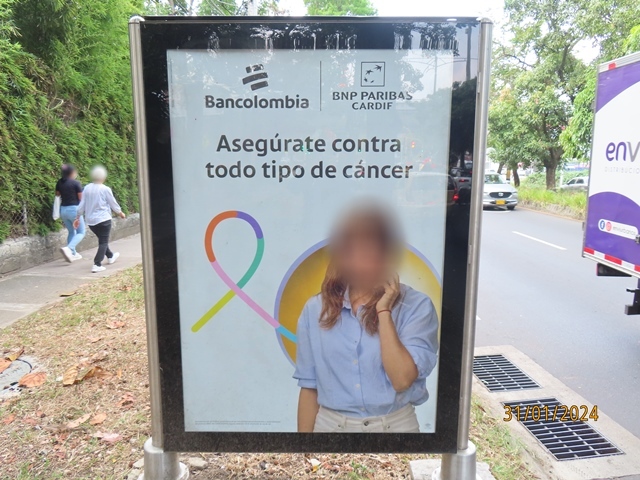 Bancolombia
BNP PARIBAS
CARDIF
Asegúrate contra
todo tipo de cáncer
env
31/01/2024